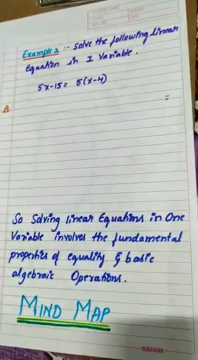 Example 2 :- Solve the following linear
Equation in 1 Variable.
5x-15 = 5(x-4)
=
So Solving linear Equations in One
Variable involves the fundamental
properties of equality & basic
algebraic Operations.
MIND MAP
SAFARI